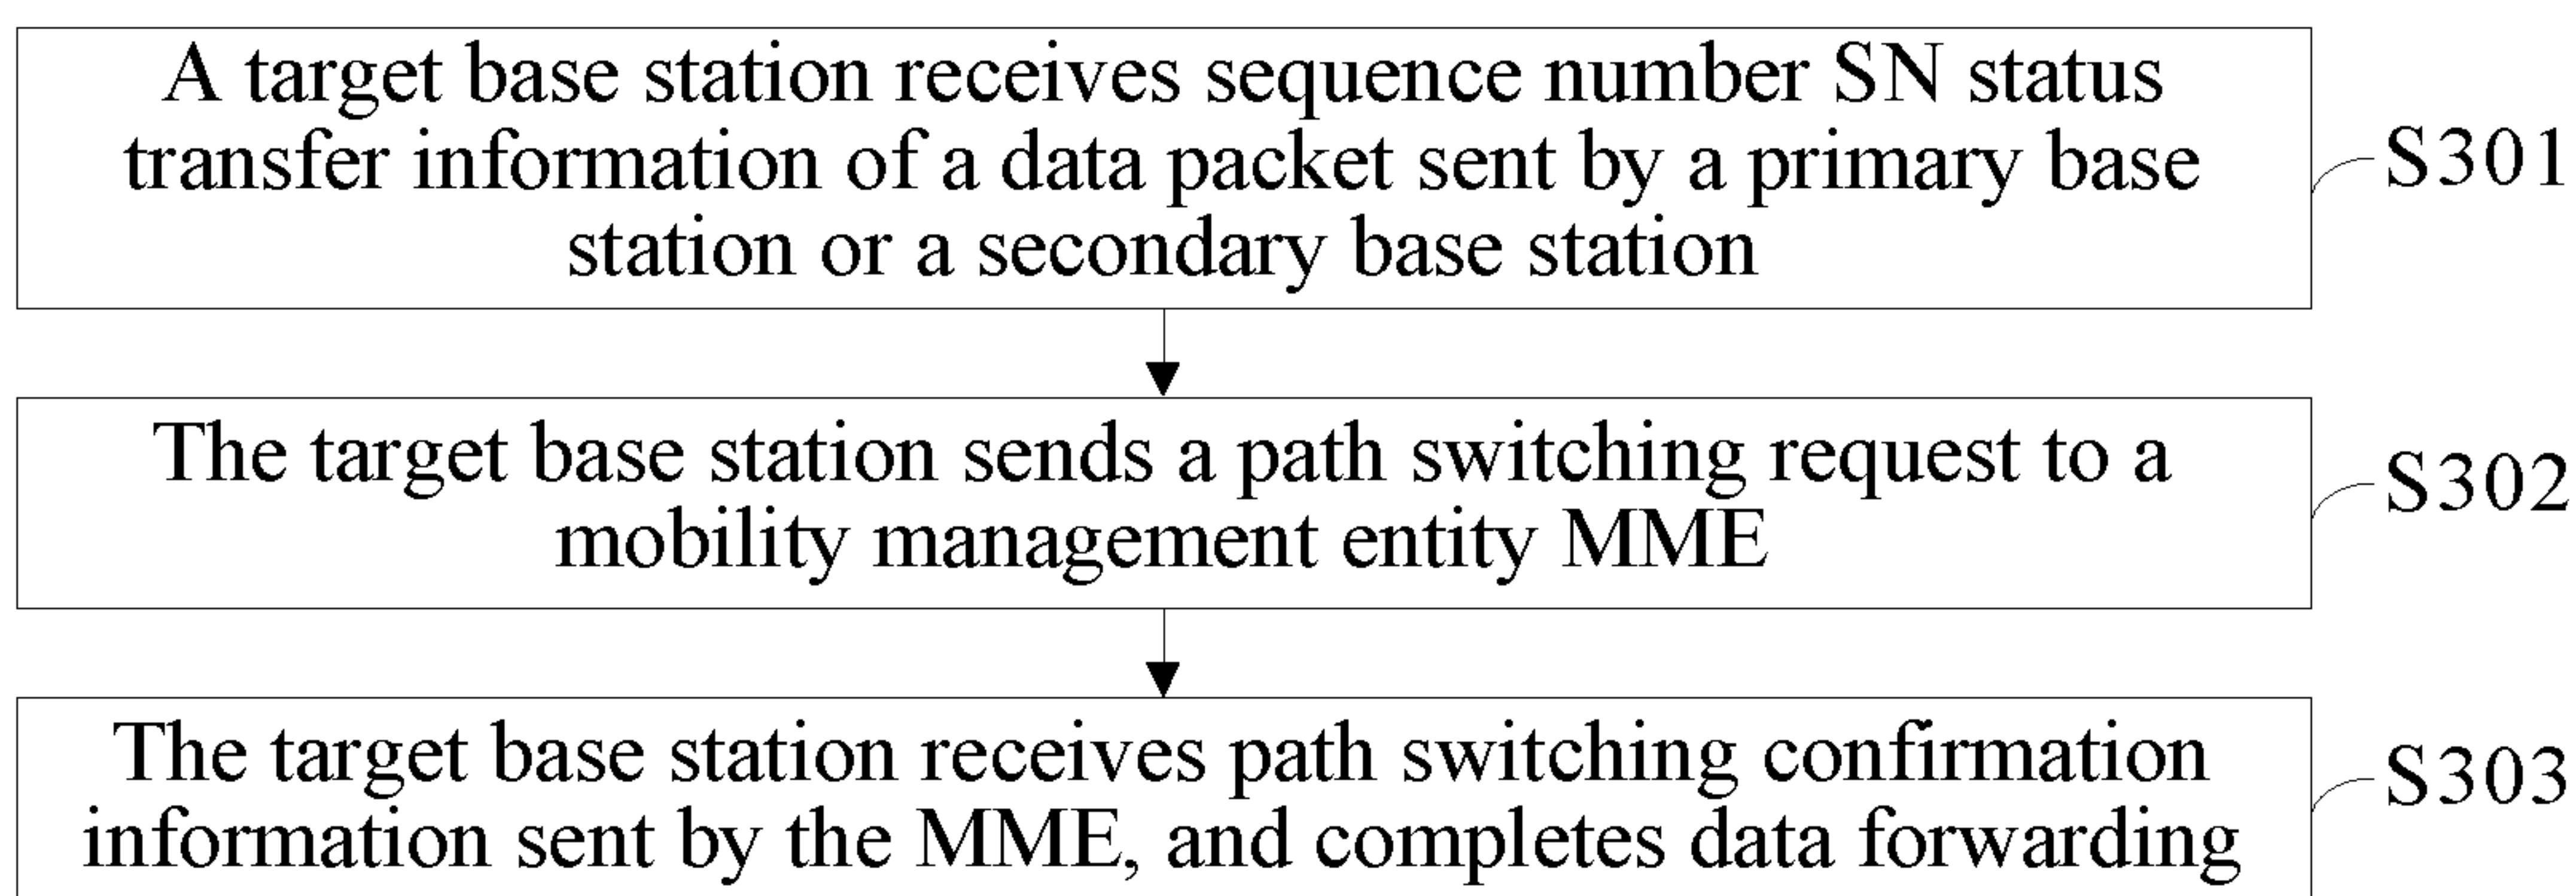 A target base station receives sequence number SN status
transfer information of a data packet sent by a primary base
station or a secondary base station
S301
The target base station sends a path switching request to a
mobility management entity MME
S302
The target base station receives path switching confirmation
information sent by the MME, and completes data forwarding
S303